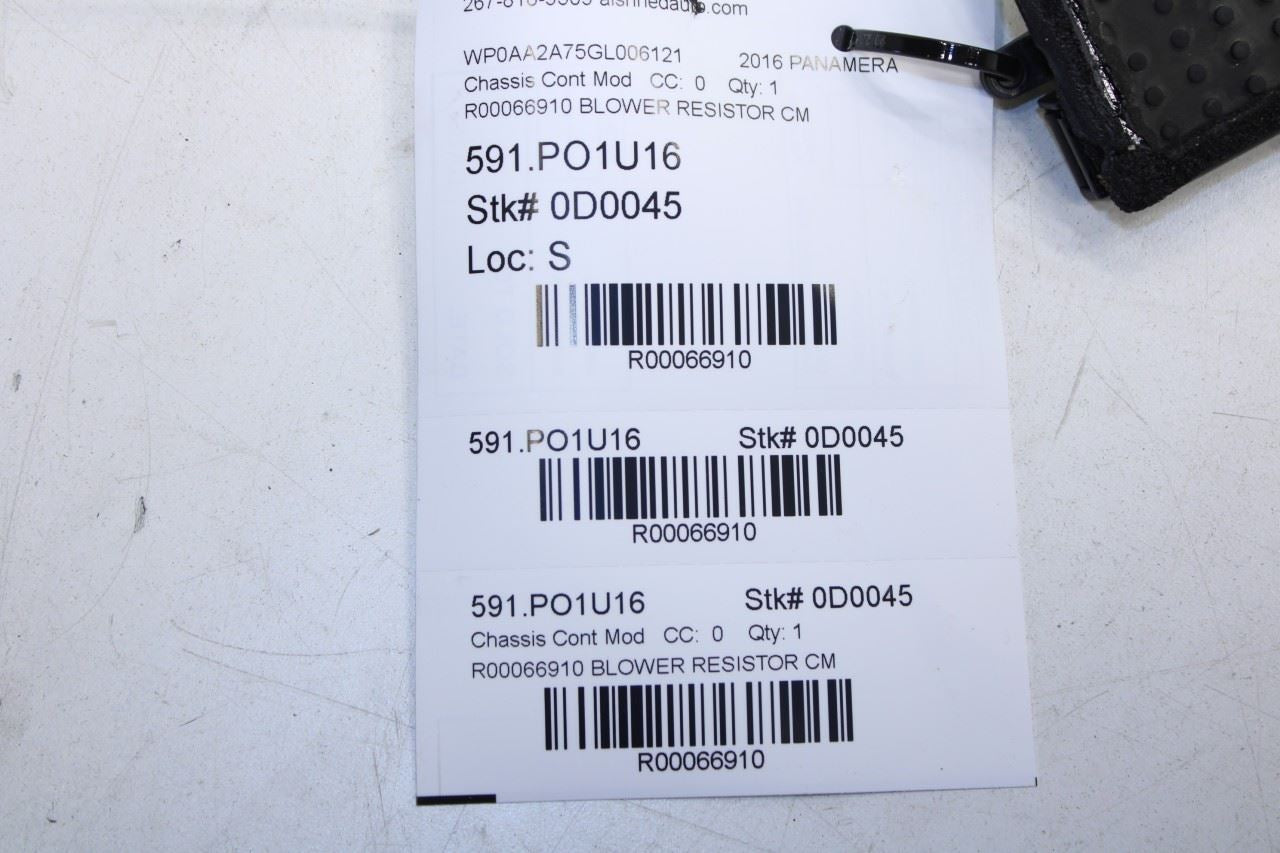 WP0AA2A75GL006121 2016 PANAMERA
Chassis Cont Mod CC: 0 Qty: 1
R00066910 BLOWER RESISTOR CM
591.PO1U16
Stk# 0D0045
Loc: S
R00066910
591.PO1U16 Stk# 0D0045
R00066910
591.PO1U16 Stk# 0D0045
Chassis Cont Mod CC: 0 Qty: 1
R00066910 BLOWER RESISTOR CM
R00066910